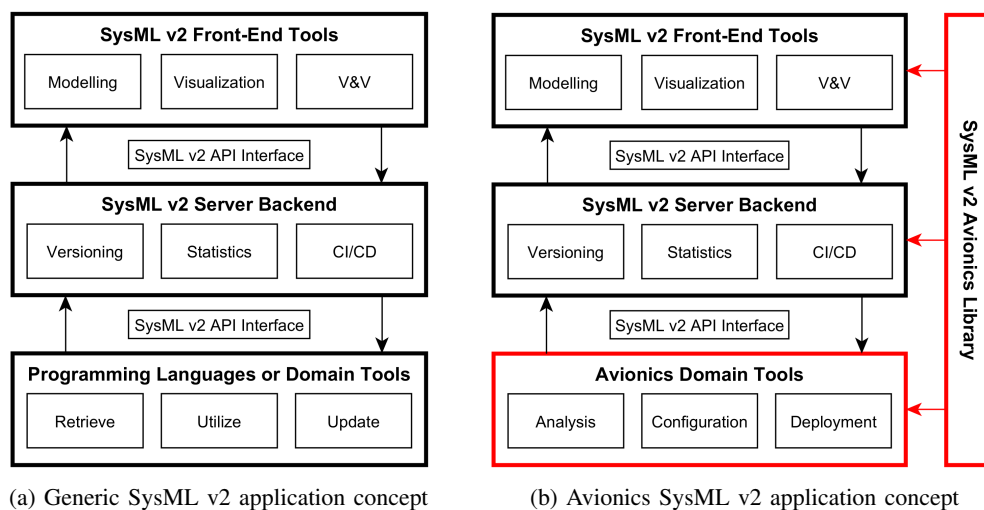 SysML v2 Front-End Tools
Modelling
Visualization
V&V
SysML v2 API Interface
SysML v2 Server Backend
Versioning
Statistics
CI/CD
SysML v2 API Interface
Programming Languages or Domain Tools
Retrieve
Utilize
Update
(a) Generic SysML v2 application concept
SysML v2 Front-End Tools
Modelling
Visualization
V&V
SysML v2 API Interface
SysML v2 Server Backend
Versioning
Statistics
CI/CD
SysML v2 API Interface
Avionics Domain Tools
Analysis
Configuration
Deployment
SysML v2 Avionics Library
(b) Avionics SysML v2 application concept